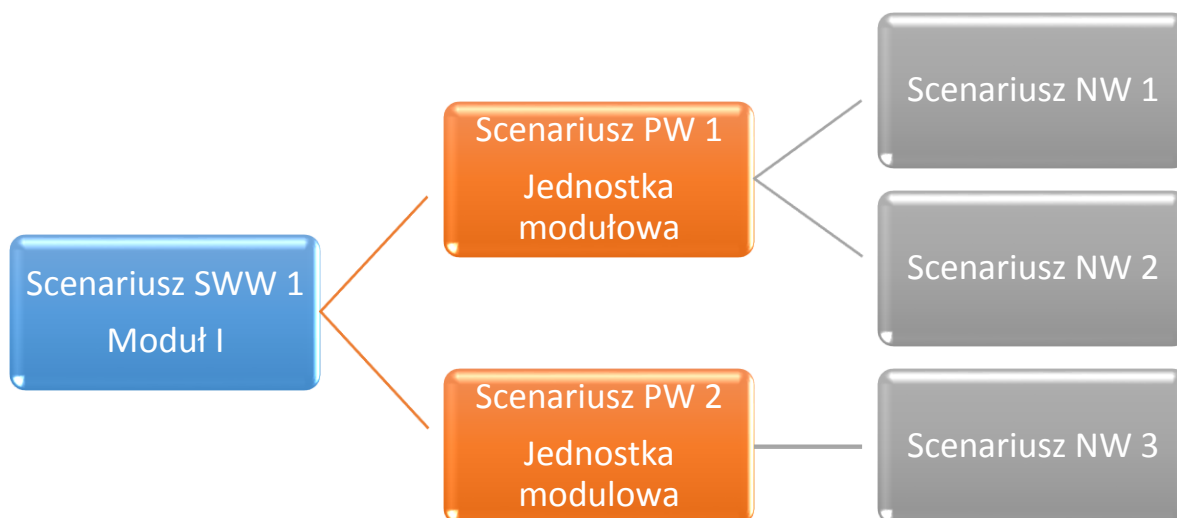 Scenariusz SWW 1
Moduł I
Scenariusz PW 1
Jednostka
modułowa
Scenariusz PW 2
Jednostka
modulowa
Scenariusz NW 1
Scenariusz NW 2
Scenariusz NW 3